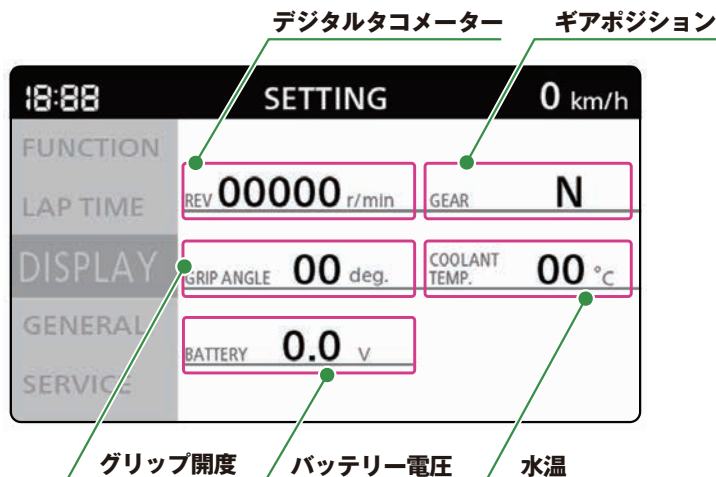 デジタルタコメーター ギアポジション
18:88 SETTING 0 km/h
FUNCTION
LAP TIME
DISPLAY
GENERAL
SERVICE
REV 00000 r/min GEAR N
GRIP ANGLE 00 deg. COOLANT TEMP. 00 °C
BATTERY 0.0 V
グリップ開度 バッテリー電圧 水温